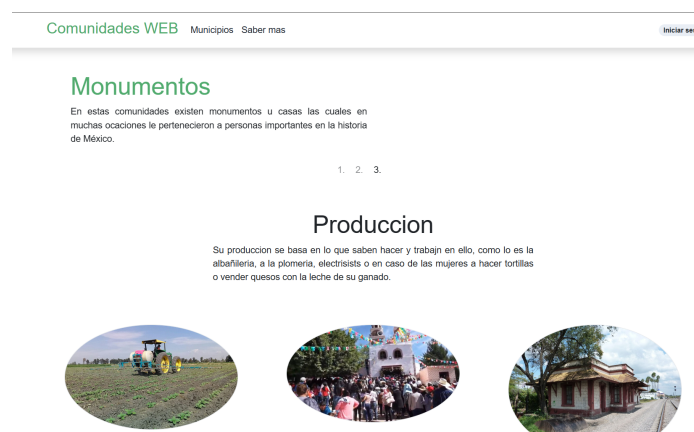 Comunidades WEB Municipios Saber mas Iniciar
Monumentos
En estas comunidades existen monumentos u casas las cuales en
muchas ocaciones le pertenecieron a personas importantes en la historia
de México.
1. 2. 3.
Produccion
Su produccion se basa en lo que saben hacer y trabajn en ello, como lo es la
albañileria, a la plomeria, electrisists o en caso de las mujeres a hacer tortillas
o vender quesos con la leche de su ganado.